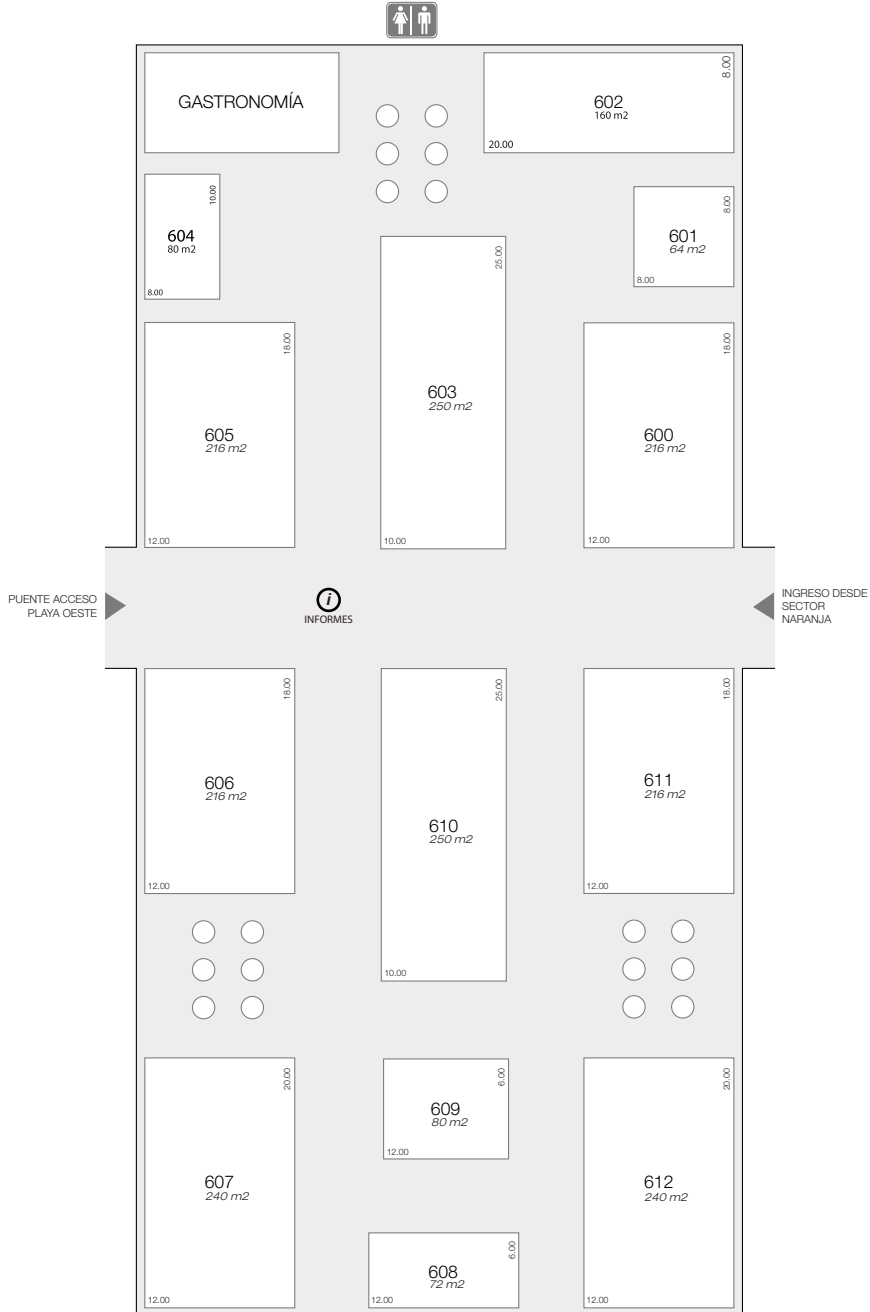 GASTRONOMÍA
602
160 m2
8.00
20.00
604
80 m2
10.00
8.00
601
64 m2
8.00
8.00
603
250 m2
25.00
10.00
605
216 m2
18.00
12.00
600
216 m2
18.00
12.00
PUENTE ACCESO
PLAYA OESTE
i
INFORMES
INGRESO DESDE
SECTOR
NARANJA
606
216 m2
18.00
12.00
610
250 m2
25.00
10.00
611
216 m2
18.00
12.00
607
240 m2
20.00
12.00
609
80 m2
6.00
12.00
608
72 m2
6.00
12.00
612
240 m2
20.00
12.00